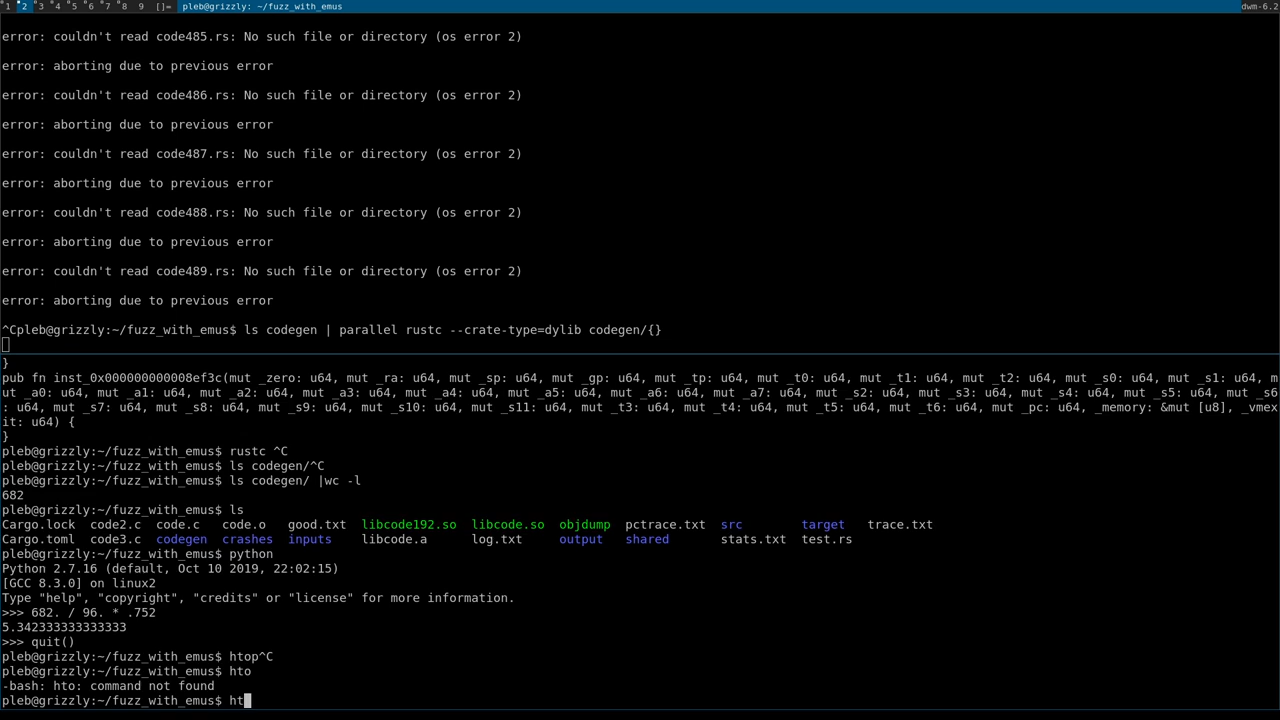 1 2 3 4 5 6 7 8 9 []= pleb@grizzly: ~/fuzz_with_emus dwm-6.2
error: couldn't read code485.rs: No such file or directory (os error 2)
error: aborting due to previous error
error: couldn't read code486.rs: No such file or directory (os error 2)
error: aborting due to previous error
error: couldn't read code487.rs: No such file or directory (os error 2)
error: aborting due to previous error
error: couldn't read code488.rs: No such file or directory (os error 2)
error: aborting due to previous error
error: couldn't read code489.rs: No such file or directory (os error 2)
error: aborting due to previous error
^Cpleb@grizzly:~/fuzz_with_emus$ ls codegen | parallel rustc --crate-type=dylib codegen/{}
}
pub fn inst_0x000000000008ef3c(mut _zero: u64, mut _ra: u64, mut _sp: u64, mut _gp: u64, mut _tp: u64, mut _t0: u64, mut _t1: u64, mut _t2: u64, mut _s0: u64, mut _s1: u64, m
ut _a0: u64, mut _a1: u64, mut _a2: u64, mut _a3: u64, mut _a4: u64, mut _a5: u64, mut _a6: u64, mut _a7: u64, mut _s2: u64, mut _s3: u64, mut _s4: u64, mut _s5: u64, mut _s6
: u64, mut _s7: u64, mut _s8: u64, mut _s9: u64, mut _s10: u64, mut _s11: u64, mut _t3: u64, mut _t4: u64, mut _t5: u64, mut _t6: u64, mut _pc: u64, _memory: &mut [u8], _vmex
it: u64) {
}
pleb@grizzly:~/fuzz_with_emus$ rustc ^C
pleb@grizzly:~/fuzz_with_emus$ ls codegen/^C
pleb@grizzly:~/fuzz_with_emus$ ls codegen/ |wc -l
682
pleb@grizzly:~/fuzz_with_emus$ ls
Cargo.lock code2.c code.c code.o good.txt libcode192.so libcode.so objdump pctrace.txt src target trace.txt
Cargo.toml code3.c codegen crashes inputs libcode.a log.txt output shared stats.txt test.rs
pleb@grizzly:~/fuzz_with_emus$ python
Python 2.7.16 (default, Oct 10 2019, 22:02:15)
[GCC 8.3.0] on linux2
Type "help", "copyright", "credits" or "license" for more information.
>>> 682. / 96. * .752
5.342333333333333
>>> quit()
pleb@grizzly:~/fuzz_with_emus$ htop^C
pleb@grizzly:~/fuzz_with_emus$ hto
-bash: hto: command not found
pleb@grizzly:~/fuzz_with_emus$ ht